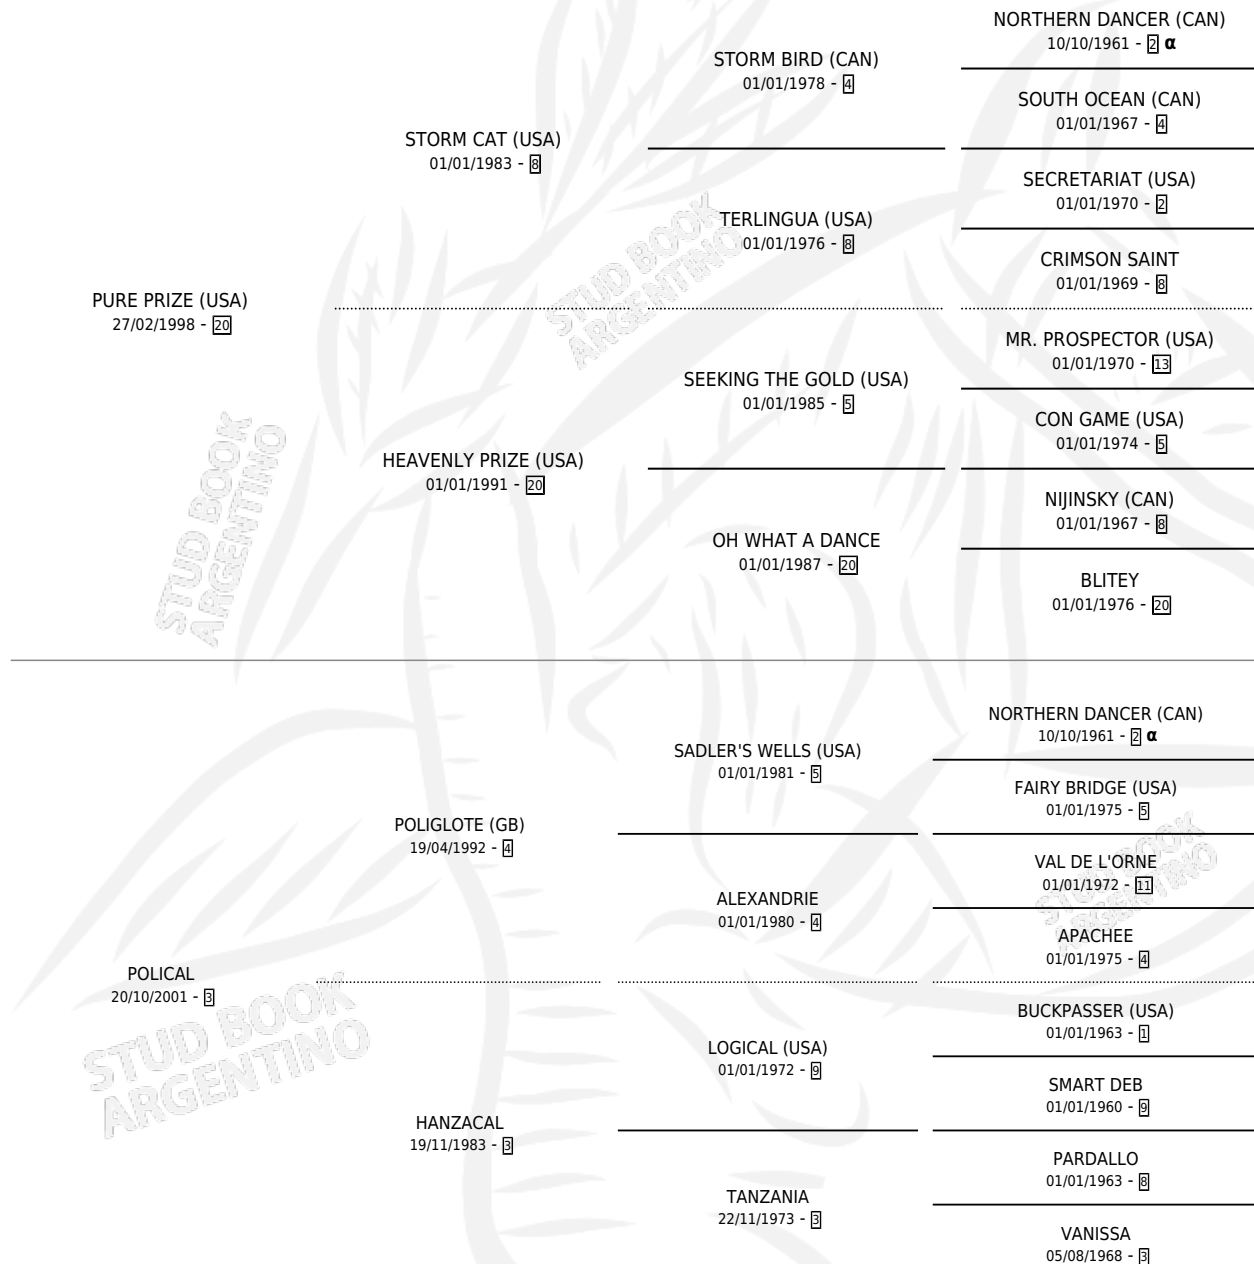 NORTHERN DANCER (CAN)
10/10/1961 - 2 α
STORM BIRD (CAN)
01/01/1978 - 4
SOUTH OCEAN (CAN)
01/01/1967 - 4
STORM CAT (USA)
01/01/1983 - 8
SECRETARIAT (USA)
01/01/1970 - 2
TERLINGUA (USA)
01/01/1976 - 8
CRIMSON SAINT
01/01/1969 - 8
PURE PRIZE (USA)
27/02/1998 - 20
MR. PROSPECTOR (USA)
01/01/1970 - 13
SEEKING THE GOLD (USA)
01/01/1985 - 5
CON GAME (USA)
01/01/1974 - 5
HEAVENLY PRIZE (USA)
01/01/1991 - 20
NIJINSKY (CAN)
01/01/1967 - 8
OH WHAT A DANCE
01/01/1987 - 20
BLITEY
01/01/1976 - 20
NORTHERN DANCER (CAN)
10/10/1961 - 2 α
SADLER'S WELLS (USA)
01/01/1981 - 5
FAIRY BRIDGE (USA)
01/01/1975 - 5
POLIGLOTE (GB)
19/04/1992 - 4
VAL DE L'ORNE
01/01/1972 - 11
ALEXANDRIE
01/01/1980 - 4
APACHEE
01/01/1975 - 4
POLICAL
20/10/2001 - 3
BUCKPASSER (USA)
01/01/1963 - 1
LOGICAL (USA)
01/01/1972 - 9
SMART DEB
01/01/1960 - 9
HANZACAL
19/11/1983 - 3
PARDALLO
01/01/1963 - 8
TANZANIA
22/11/1973 - 3
VANISSA
05/08/1968 - 3
STUD BOOK
ARGENTINO
STUD BOOK
ARGENTINO
STUD BOOK
ARGENTINO
STUD BOOK
ARGENTINO